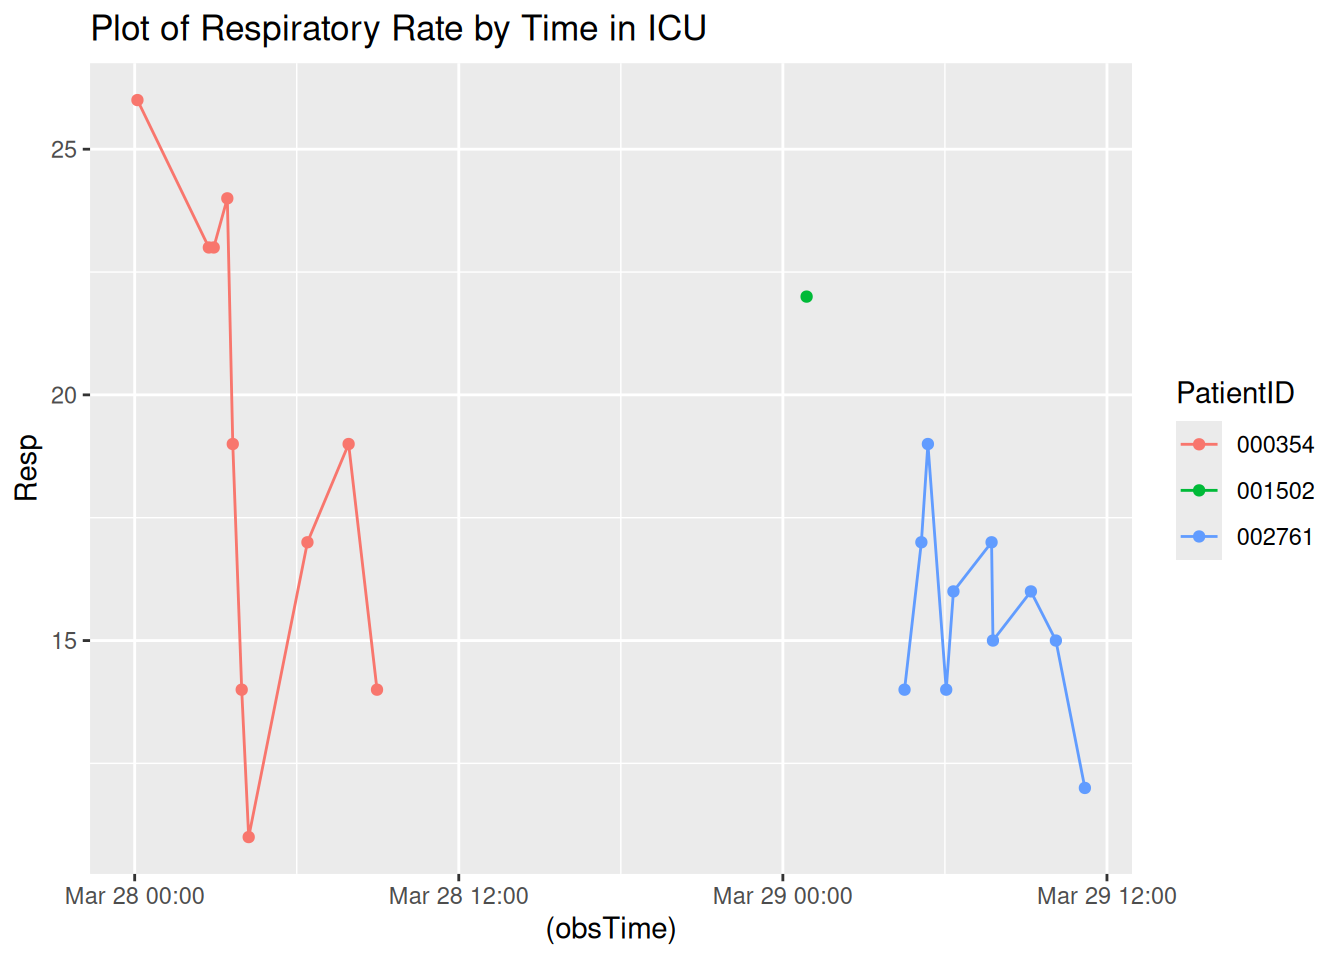 Plot of Respiratory Rate by Time in ICU
25
20
15
Resp
Mar 28 00:00
Mar 28 12:00
Mar 29 00:00
Mar 29 12:00
(obsTime)
PatientID
000354
001502
002761